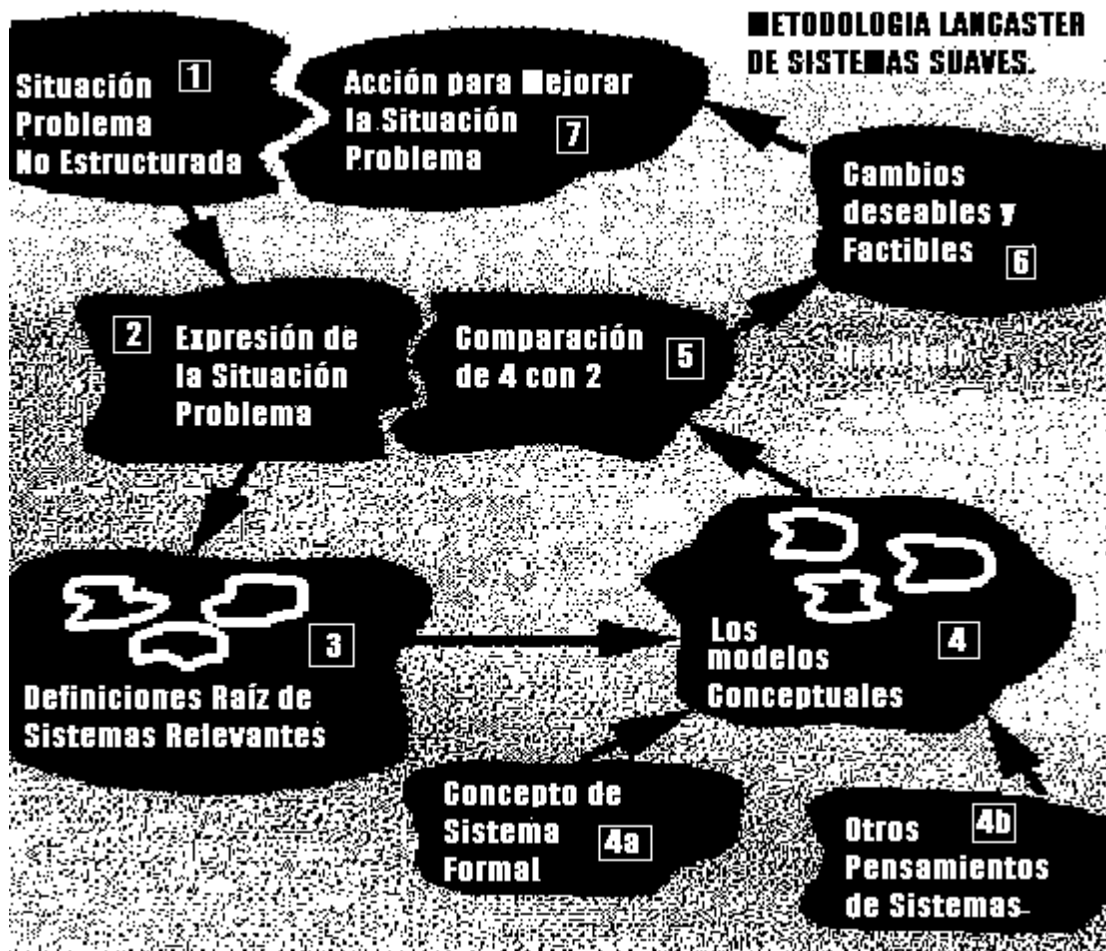 METODOLOGIA LANCASTER
DE SISTEMAS SUAVES.
Situación 1
Problema
No Estructurada
Acción para Mejorar
la Situación
Problema 7
Cambios
deseables y
Factibles 6
2 Expresión de
la Situación
Problema
Comparación
de 4 con 2 5
3
Definiciones Raíz de
Sistemas Relevantes
Los 4
modelos
Conceptuales
Concepto de
Sistema 4a
Formal
Otros 4b
Pensamientos
de Sistemas